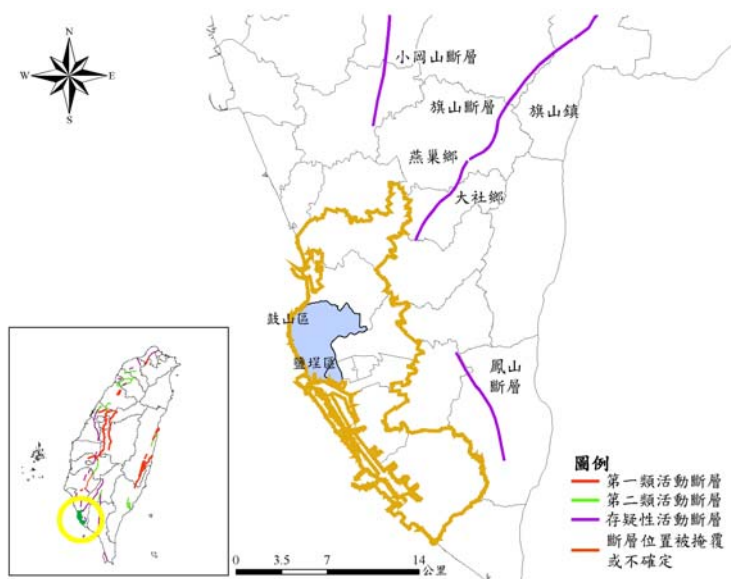 N
W
E
S
小岡山斷層
旗山斷層
旗山鎮
燕巢鄉
大社鄉
鼓山區
鹽埕區
鳳山
斷層
圖例
第一類活動斷層
第二類活動斷層
存疑性活動斷層
斷層位置被掩覆
或不確定
0 3.5 7 14
公里